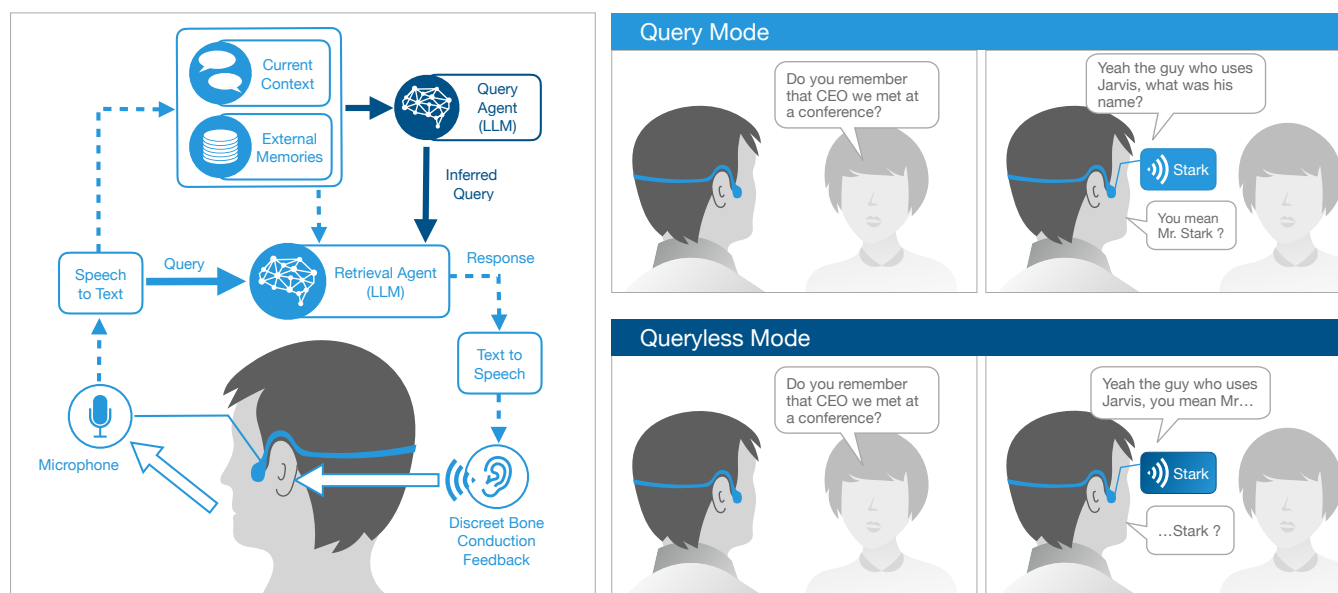 Current
Context
External
Memories
Query
Agent
(LLM)
Inferred
Query
Speech
to Text
Query
Retrieval Agent
(LLM)
Response
Text to
Speech
Microphone
Discreet Bone
Conduction
Feedback
Query Mode
Do you remember
that CEO we met at
a conference?
Yeah the guy who uses
Jarvis, what was his
name?
Stark
You mean
Mr. Stark ?
Queryless Mode
Do you remember
that CEO we met at
a conference?
Yeah the guy who uses
Jarvis, you mean Mr...
Stark
...Stark ?